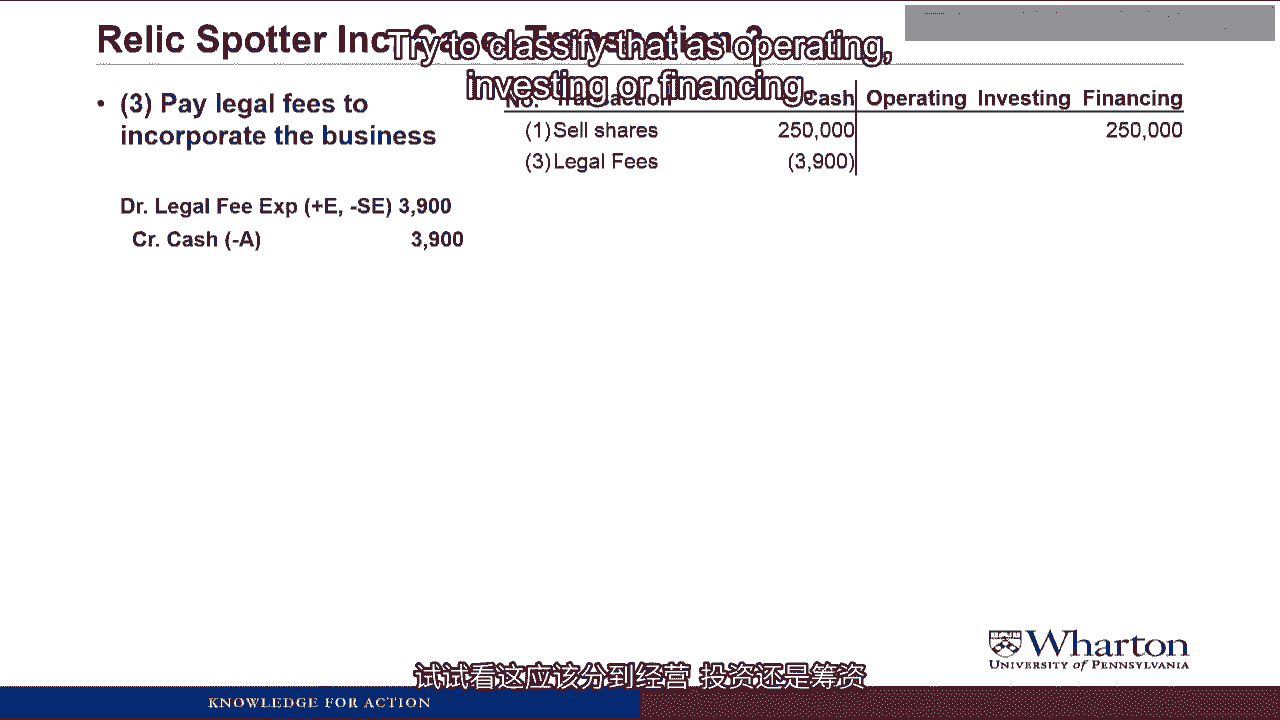 Relic Spotter Inc. Case: Transaction 3
Try to classify that as operating,
investing or financing.
• (3) Pay legal fees to
incorporate the business
Dr. Legal Fee Exp (+E, -SE) 3,900
Cr. Cash (-A) 3,900
No. Transaction Cash Operating Investing Financing
(1) Sell shares 250,000 250,000
(3) Legal Fees (3,900)
Wharton
UNIVERSITY of PENNSYLVANIA
试试看这应该分到经营 投资还是筹资
KNOWLEDGE FOR ACTION